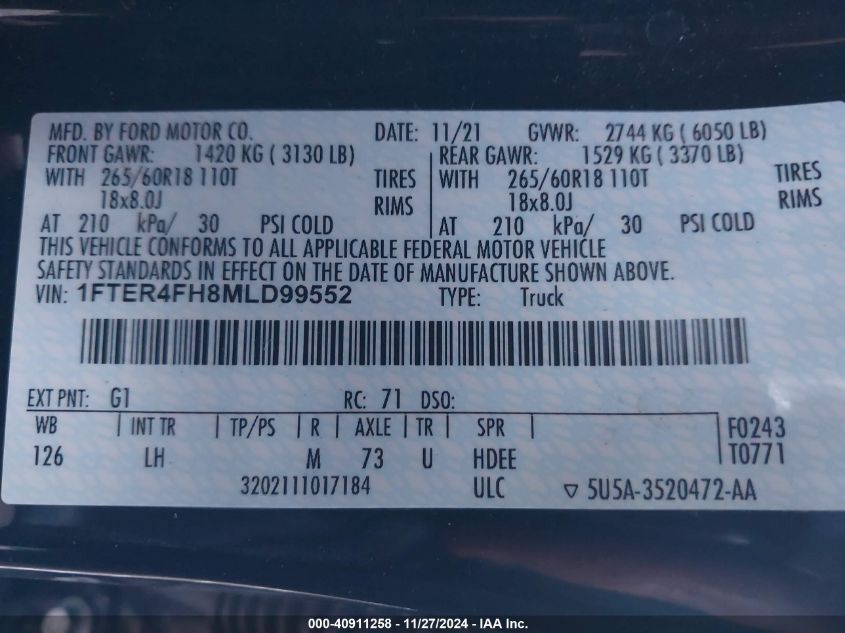 MFD. BY FORD MOTOR CO. DATE: 11/21 GVWR: 2744 KG ( 6050 LB)
FRONT GAWR: 1420 KG ( 3130 LB) REAR GAWR: 1529 KG ( 3370 LB)
WITH 265/60R18 110T TIRES WITH 265/60R18 110T TIRES
18x8.0J RIMS 18x8.0J RIMS
AT 210 kPa/ 30 PSI COLD AT 210 kPa/ 30 PSI COLD
THIS VEHICLE CONFORMS TO ALL APPLICABLE FEDERAL MOTOR VEHICLE
SAFETY STANDARDS IN EFFECT ON THE DATE OF MANUFACTURE SHOWN ABOVE.
VIN: 1FTER4FH8MLD99552 TYPE: Truck
EXT PNT: G1 RC: 71 DSO:
WB INT TR TP/PS R AXLE TR SPR F0243
126 LH M 73 U HDEE T0771
3202111017184 ULC 5U5A-3520472-AA
000-40911258 - 11/27/2024 - IAA Inc.